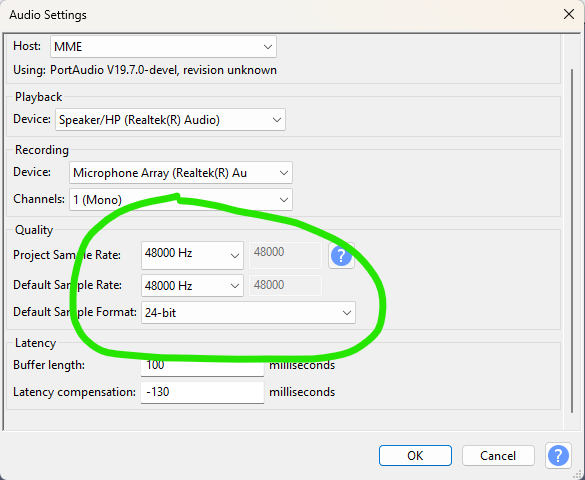 Audio Settings
Host: MME
Using: PortAudio V19.7.0-devel, revision unknown
Playback
Device: Speaker/HP (Realtek(R) Audio)
Recording
Device: Microphone Array (Realtek(R) Au
Channels: 1 (Mono)
Quality
Project Sample Rate: 48000 Hz 48000 ?
Default Sample Rate: 48000 Hz 48000
Default Sample Format: 24-bit
Latency
Buffer length: 100 milliseconds
Latency compensation: -130 milliseconds
OK Cancel ?